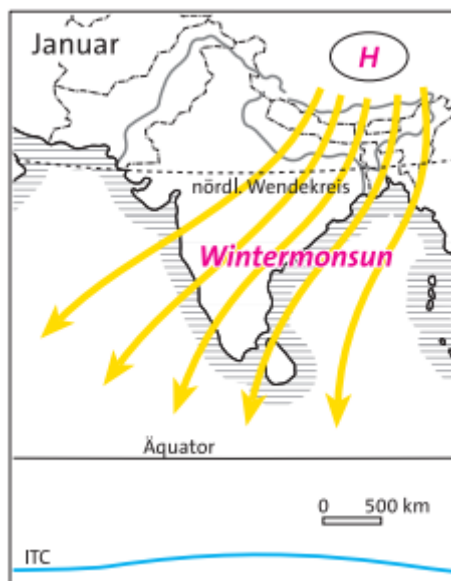 Januar
H
nördl. Wendekreis
Wintermonsun
Äquator
0 500 km
ITC